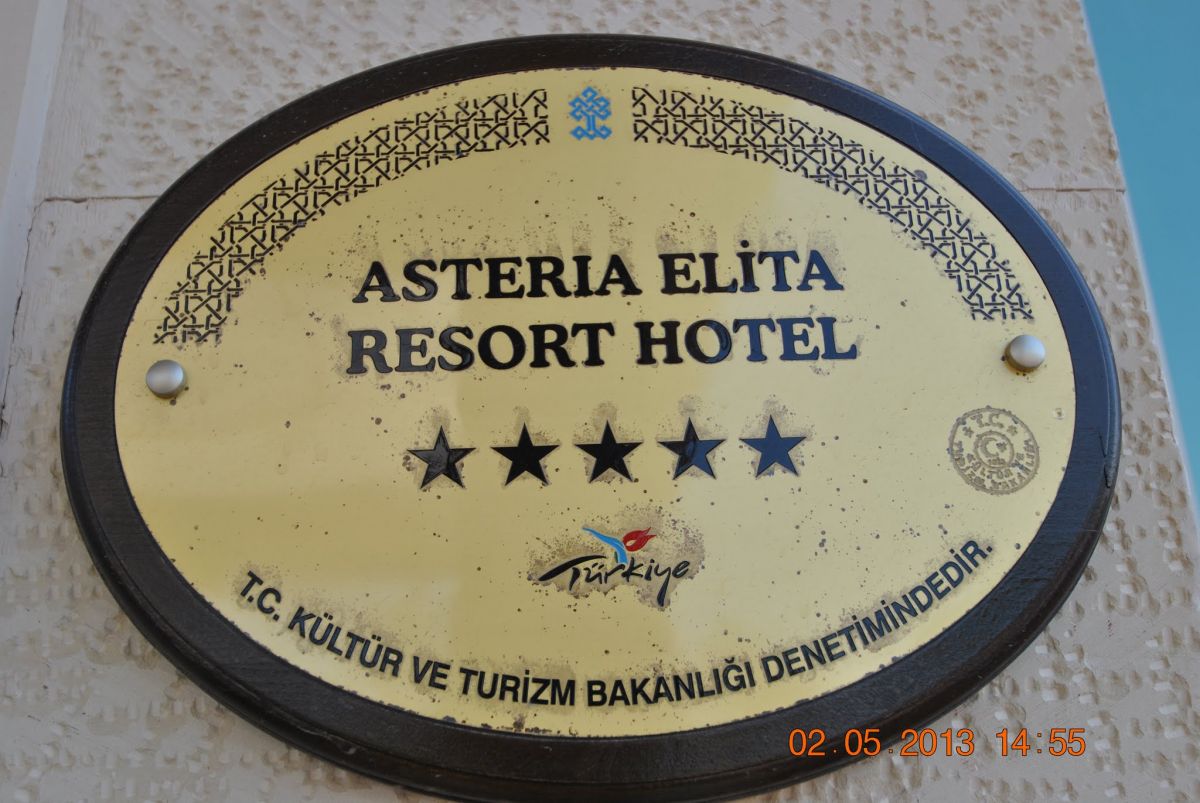 ASTERIA ELİTA
RESORT HOTEL
T.C.
Türkiye
T.C. KÜLTÜR VE TURİZM BAKANLIĞI DENETİMİNDEDİR.
02.05.2013 14:55